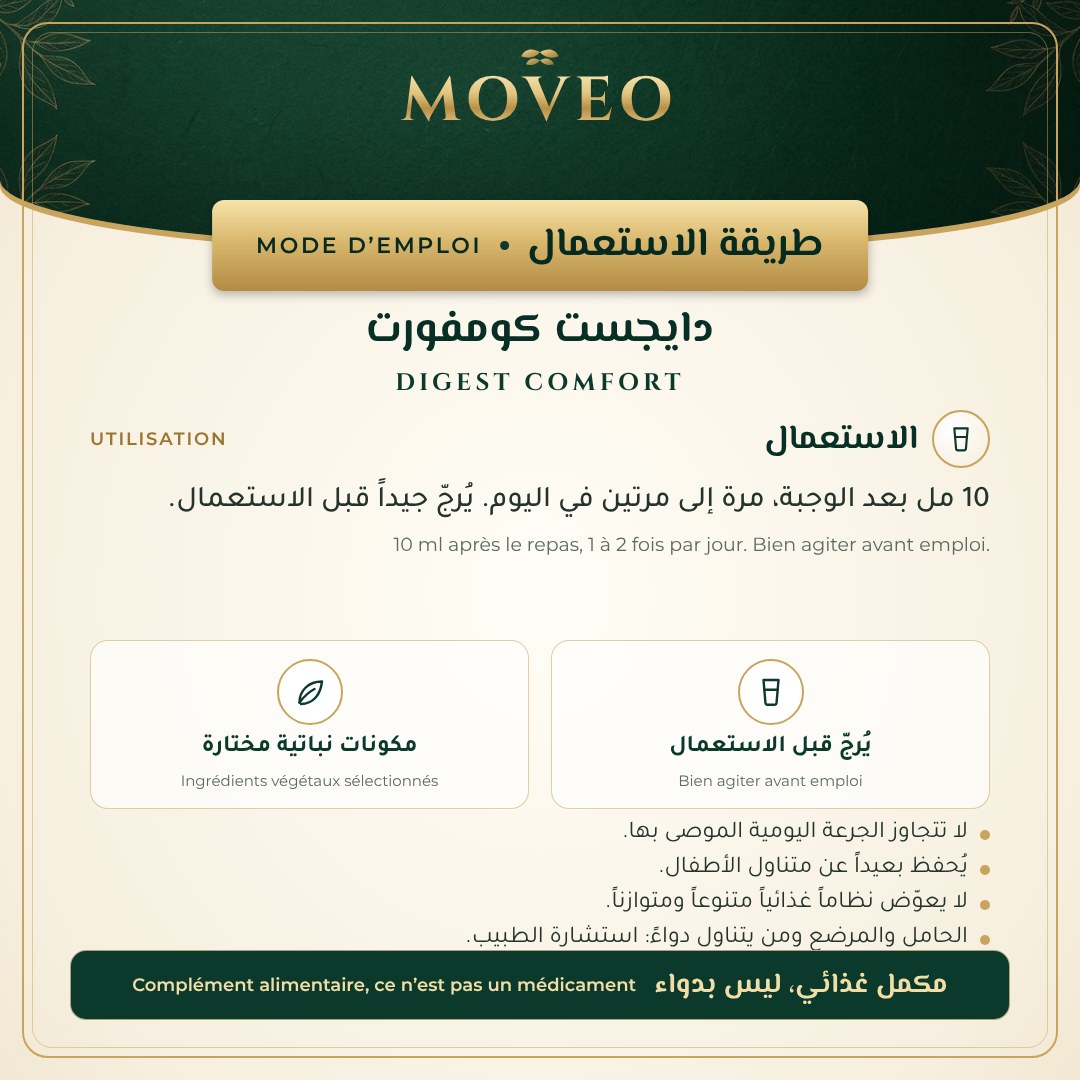 MOVEO
طريقة الاستعمال • MODE D’EMPLOI
دايجست كومفورت
DIGEST COMFORT
الاستعمال
UTILISATION
10 مل بعد الوجبة، مرة إلى مرتين في اليوم. يُرجّ جيداً قبل الاستعمال.
10 ml après le repas, 1 à 2 fois par jour. Bien agiter avant emploi.
يُرجّ قبل الاستعمال
Bien agiter avant emploi
مكونات نباتية مختارة
Ingrédients végétaux sélectionnés
لا تتجاوز الجرعة اليومية الموصى بها.
يُحفظ بعيداً عن متناول الأطفال.
لا يعوّض نظاماً غذائياً متنوعاً ومتوازناً.
الحامل والمرضع ومن يتناول دواءً: استشارة الطبيب.
مكمل غذائي، ليس بدواء Complément alimentaire, ce n’est pas un médicament